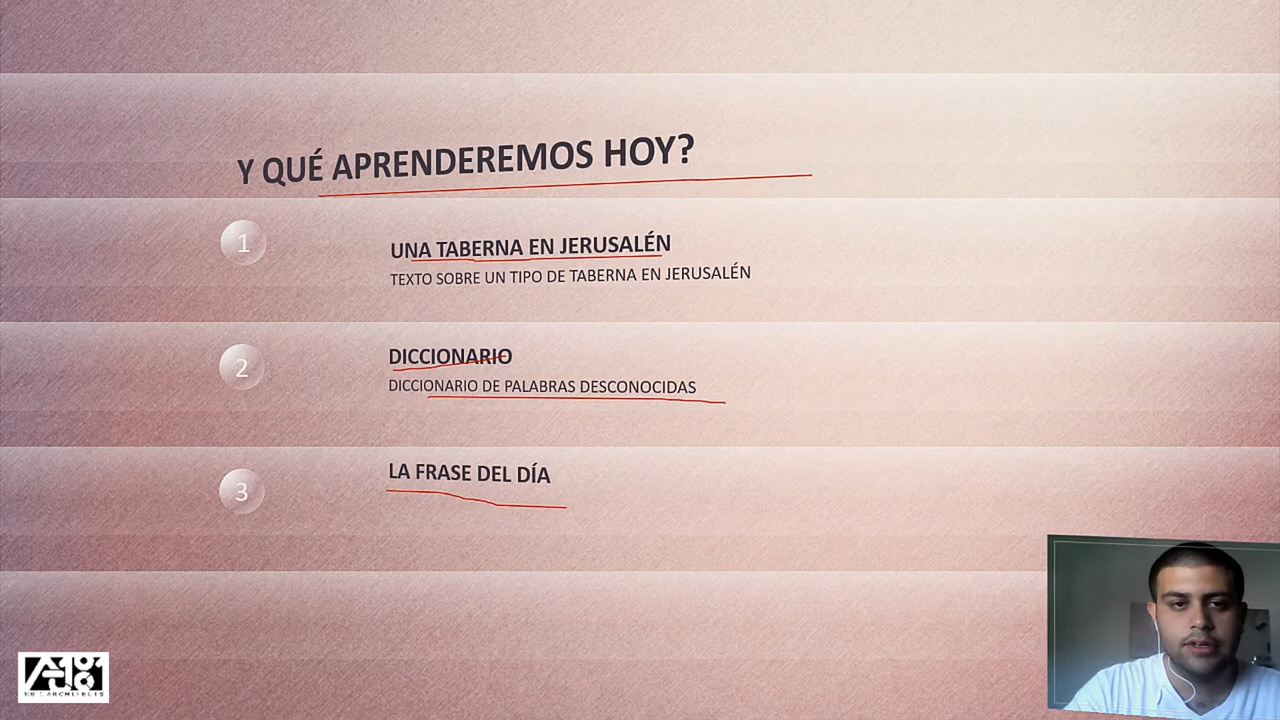 Y QUÉ APRENDEREMOS HOY?
1
UNA TABERNA EN JERUSALÉN
TEXTO SOBRE UN TIPO DE TABERNA EN JERUSALÉN
2
DICCIONARIO
DICCIONARIO DE PALABRAS DESCONOCIDAS
3
LA FRASE DEL DÍA